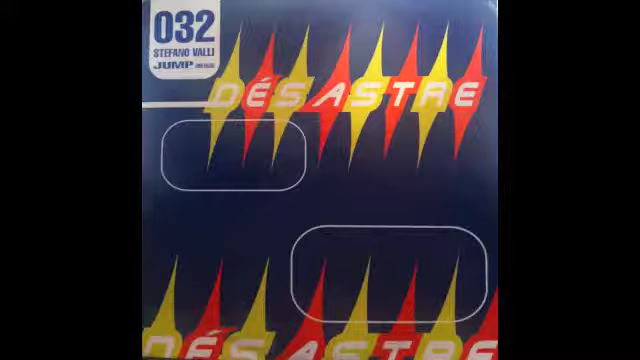 032
STEFANO VALLI
JUMP
DÉSASTRE
DÉSASTRE